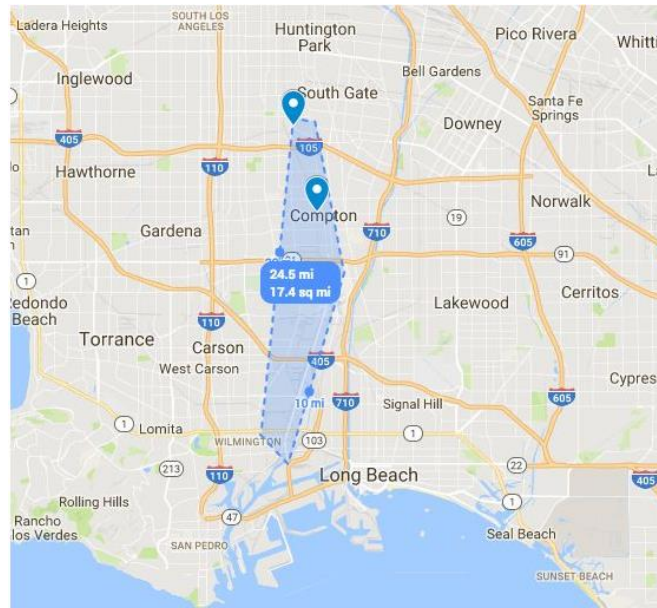 Ladera Heights
SOUTH LOS
ANGELES
Huntington
Park
Pico Rivera
Whitti
Inglewood
Bell Gardens
South Gate
Santa Fe
Springs
405
Downey
110
105
Hawthorne
Norwalk
La
Compton
19
Gardena
710
605
91
1
24.5 mi
17.4 sq mi
Cerritos
Redondo
Beach
Lakewood
110
Torrance
Carson
405
West Carson
Cypres
10 mi
710
605
Signal Hill
1
Lomita
WILMINGTON
103
1
213
110
22
405
Long Beach
Rolling Hills
1
47
Rancho
los Verdes
Seal Beach
SAN PEDRO
SUNSET BEACH